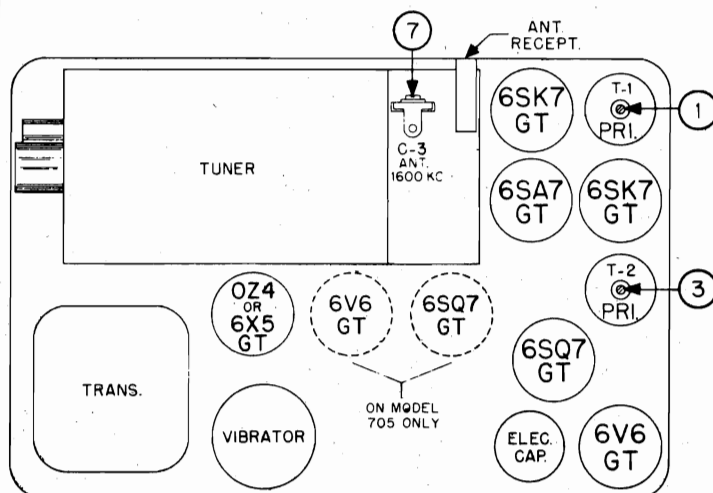 7
ANT.
RECEPT.
6SK7
GT
T-1
PRI.
1
C-3
ANT.
1600 KC
TUNER
6SA7
GT
6SK7
GT
T-2
PRI.
3
OZ4
OR
6X5
GT
6V6
GT
6SQ7
GT
6SQ7
GT
TRANS.
ON MODEL
705 ONLY
VIBRATOR
ELEC.
CAP.
6V6
GT